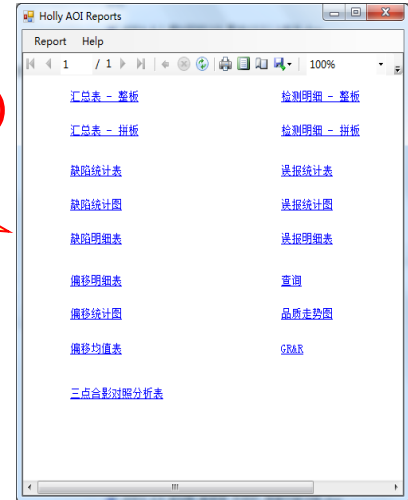 Holly AOI Reports
Report Help
1 / 1 100%
汇总表 - 整板 检测明细 - 整板
汇总表 - 拼板 检测明细 - 拼板
缺陷统计表 误报统计表
缺陷统计图 误报统计图
缺陷明细表 误报明细表
偏移明细表 查询
偏移统计图 品质走势图
偏移均值表 GR&R
三点合影对照分析表